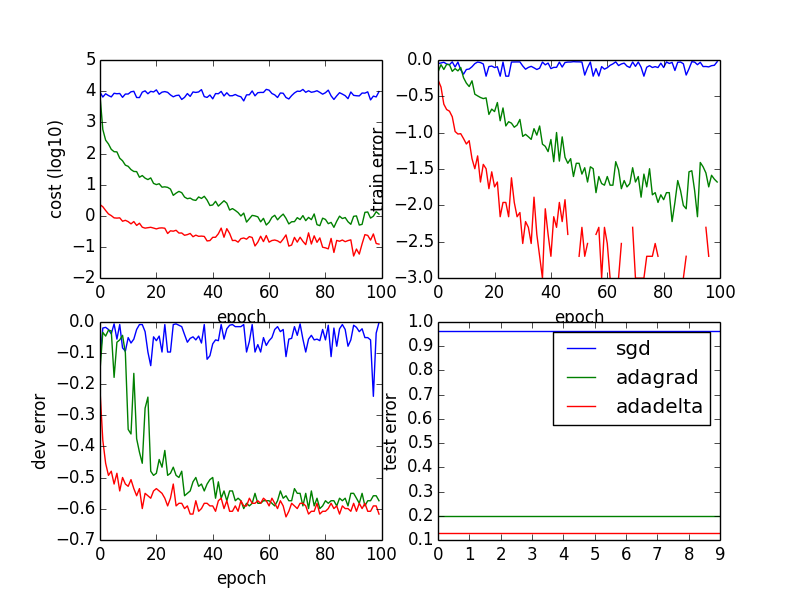 5
4
3
2
1
0
−1
−2
cost (log10)
0 20 40 60 80 100
epoch
0.0
−0.5
−1.0
−1.5
−2.0
−2.5
−3.0
train error
0 20 40 60 80 100
epoch
0.0
−0.1
−0.2
−0.3
−0.4
−0.5
−0.6
−0.7
dev error
0 20 40 60 80 100
epoch
1.0
0.9
0.8
0.7
0.6
0.5
0.4
0.3
0.2
0.1
test error
0 1 2 3 4 5 6 7 8 9
sgd
adagrad
adadelta